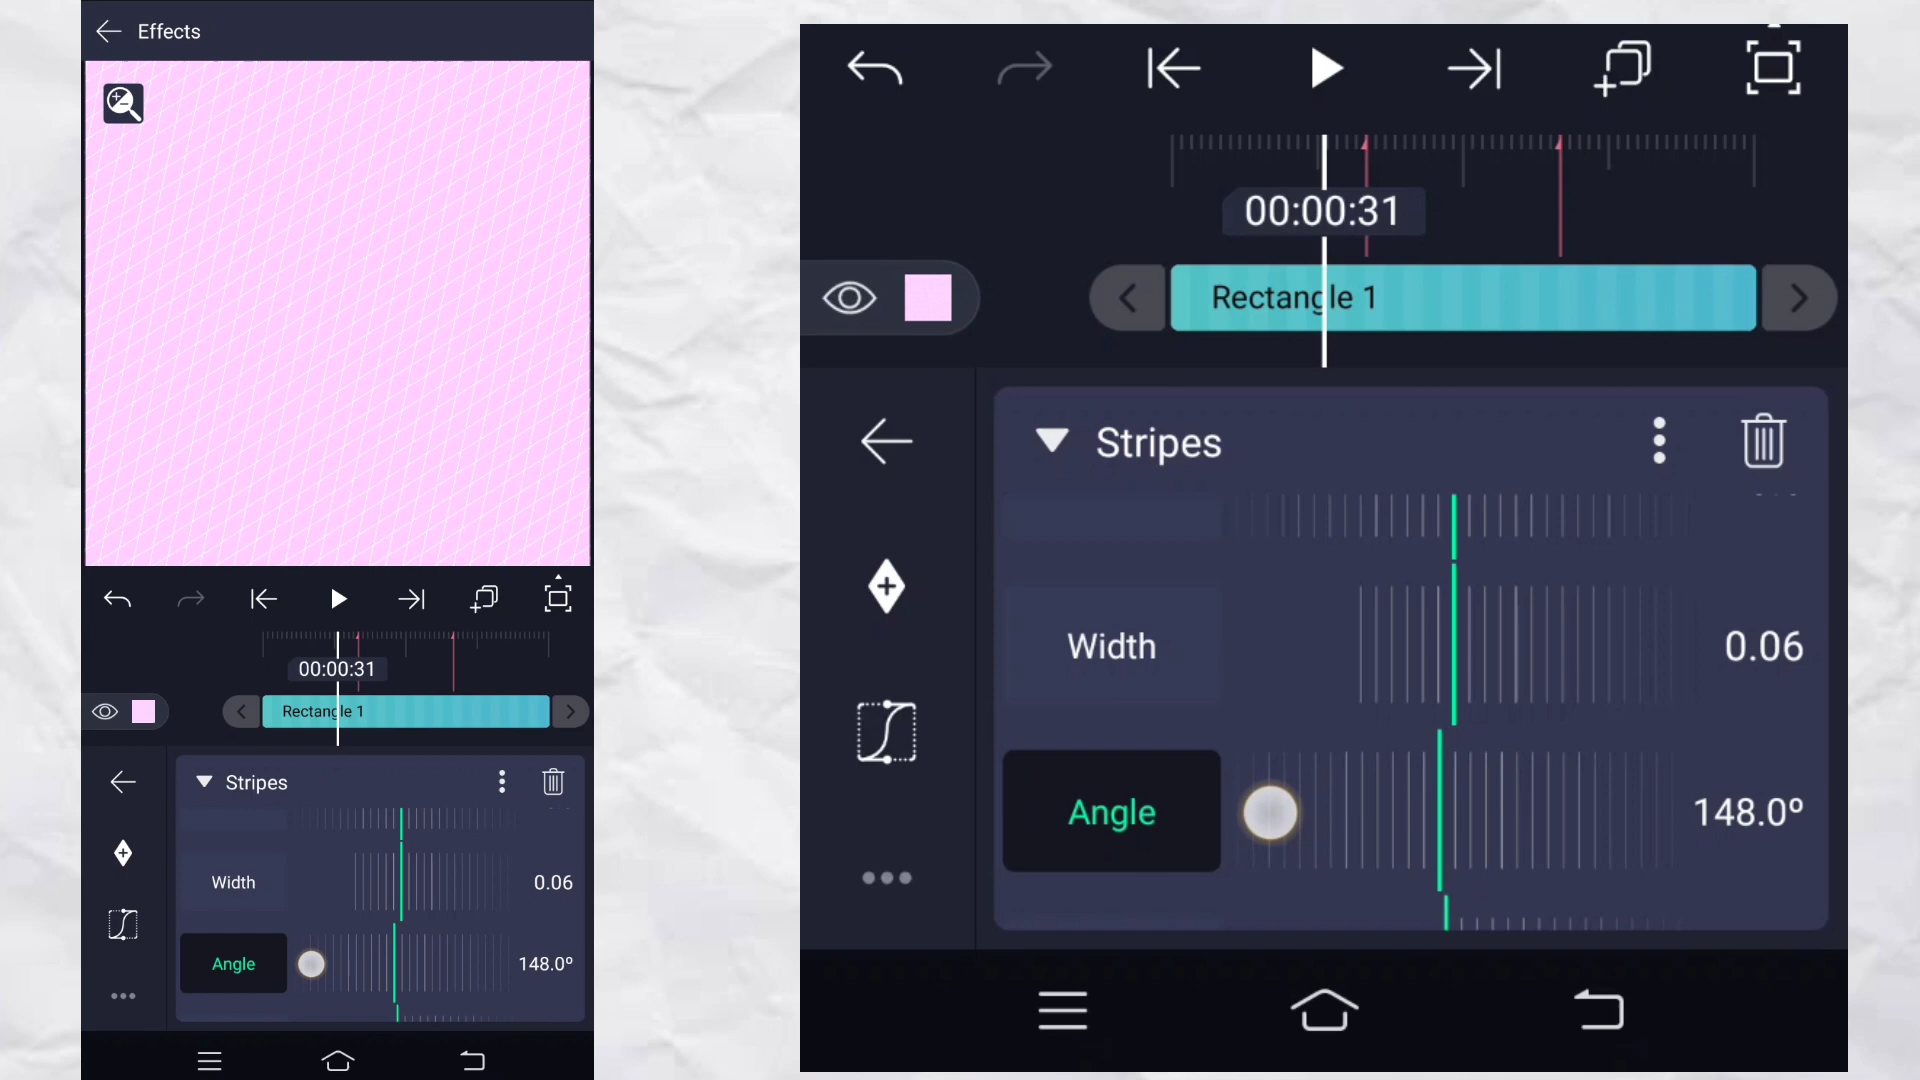 Effects
00:00:31
Rectangle 1
Stripes
Width
0.06
Angle
148.0º
00:00:31
Rectangle 1
Stripes
Width
0.06
Angle
148.0º